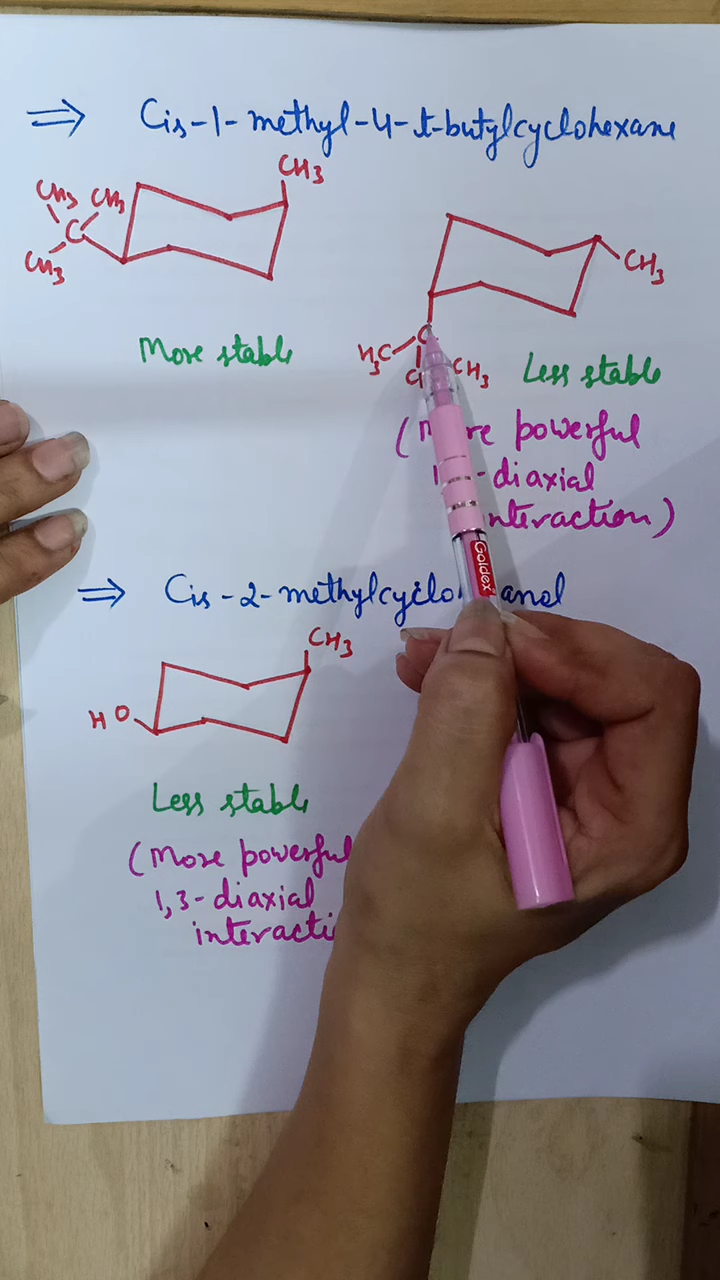 ⇒ Cis-1-methyl-4-t-butylcyclohexane
CH3
CH3 CH3
C
CH3
CH3
More stable
C
H3C
CH3
Less stable
( powerful
-diaxial
interaction)
⇒ Cis-2-methylcyclo anol
CH3
HO
Less stable
(More powerful
1,3-diaxial
Goldex